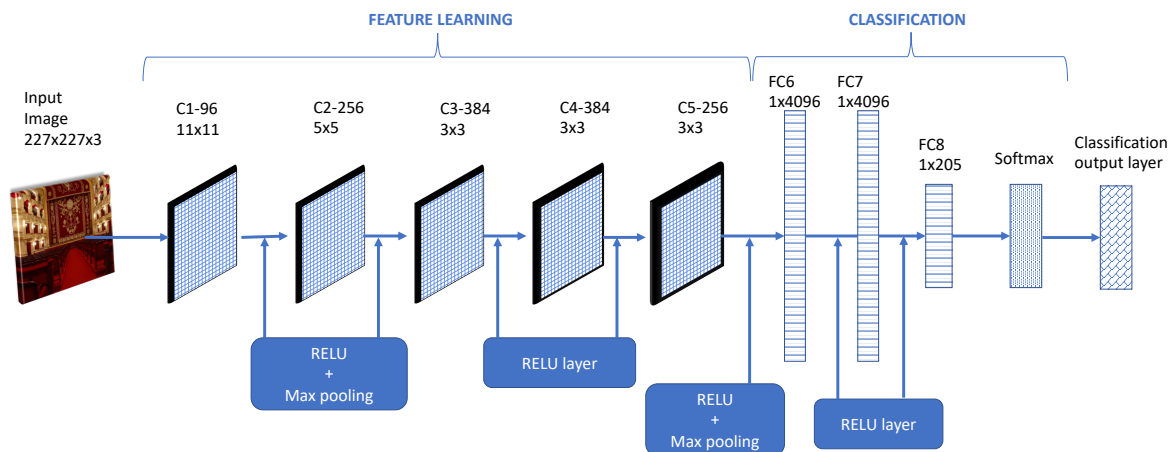 FEATURE LEARNING
CLASSIFICATION
Input
Image
227x227x3
C1-96
11x11
C2-256
5x5
C3-384
3x3
C4-384
3x3
C5-256
3x3
FC6
1x4096
FC7
1x4096
FC8
1x205
Softmax
Classification
output layer
RELU
+
Max pooling
RELU layer
RELU
+
Max pooling
RELU layer